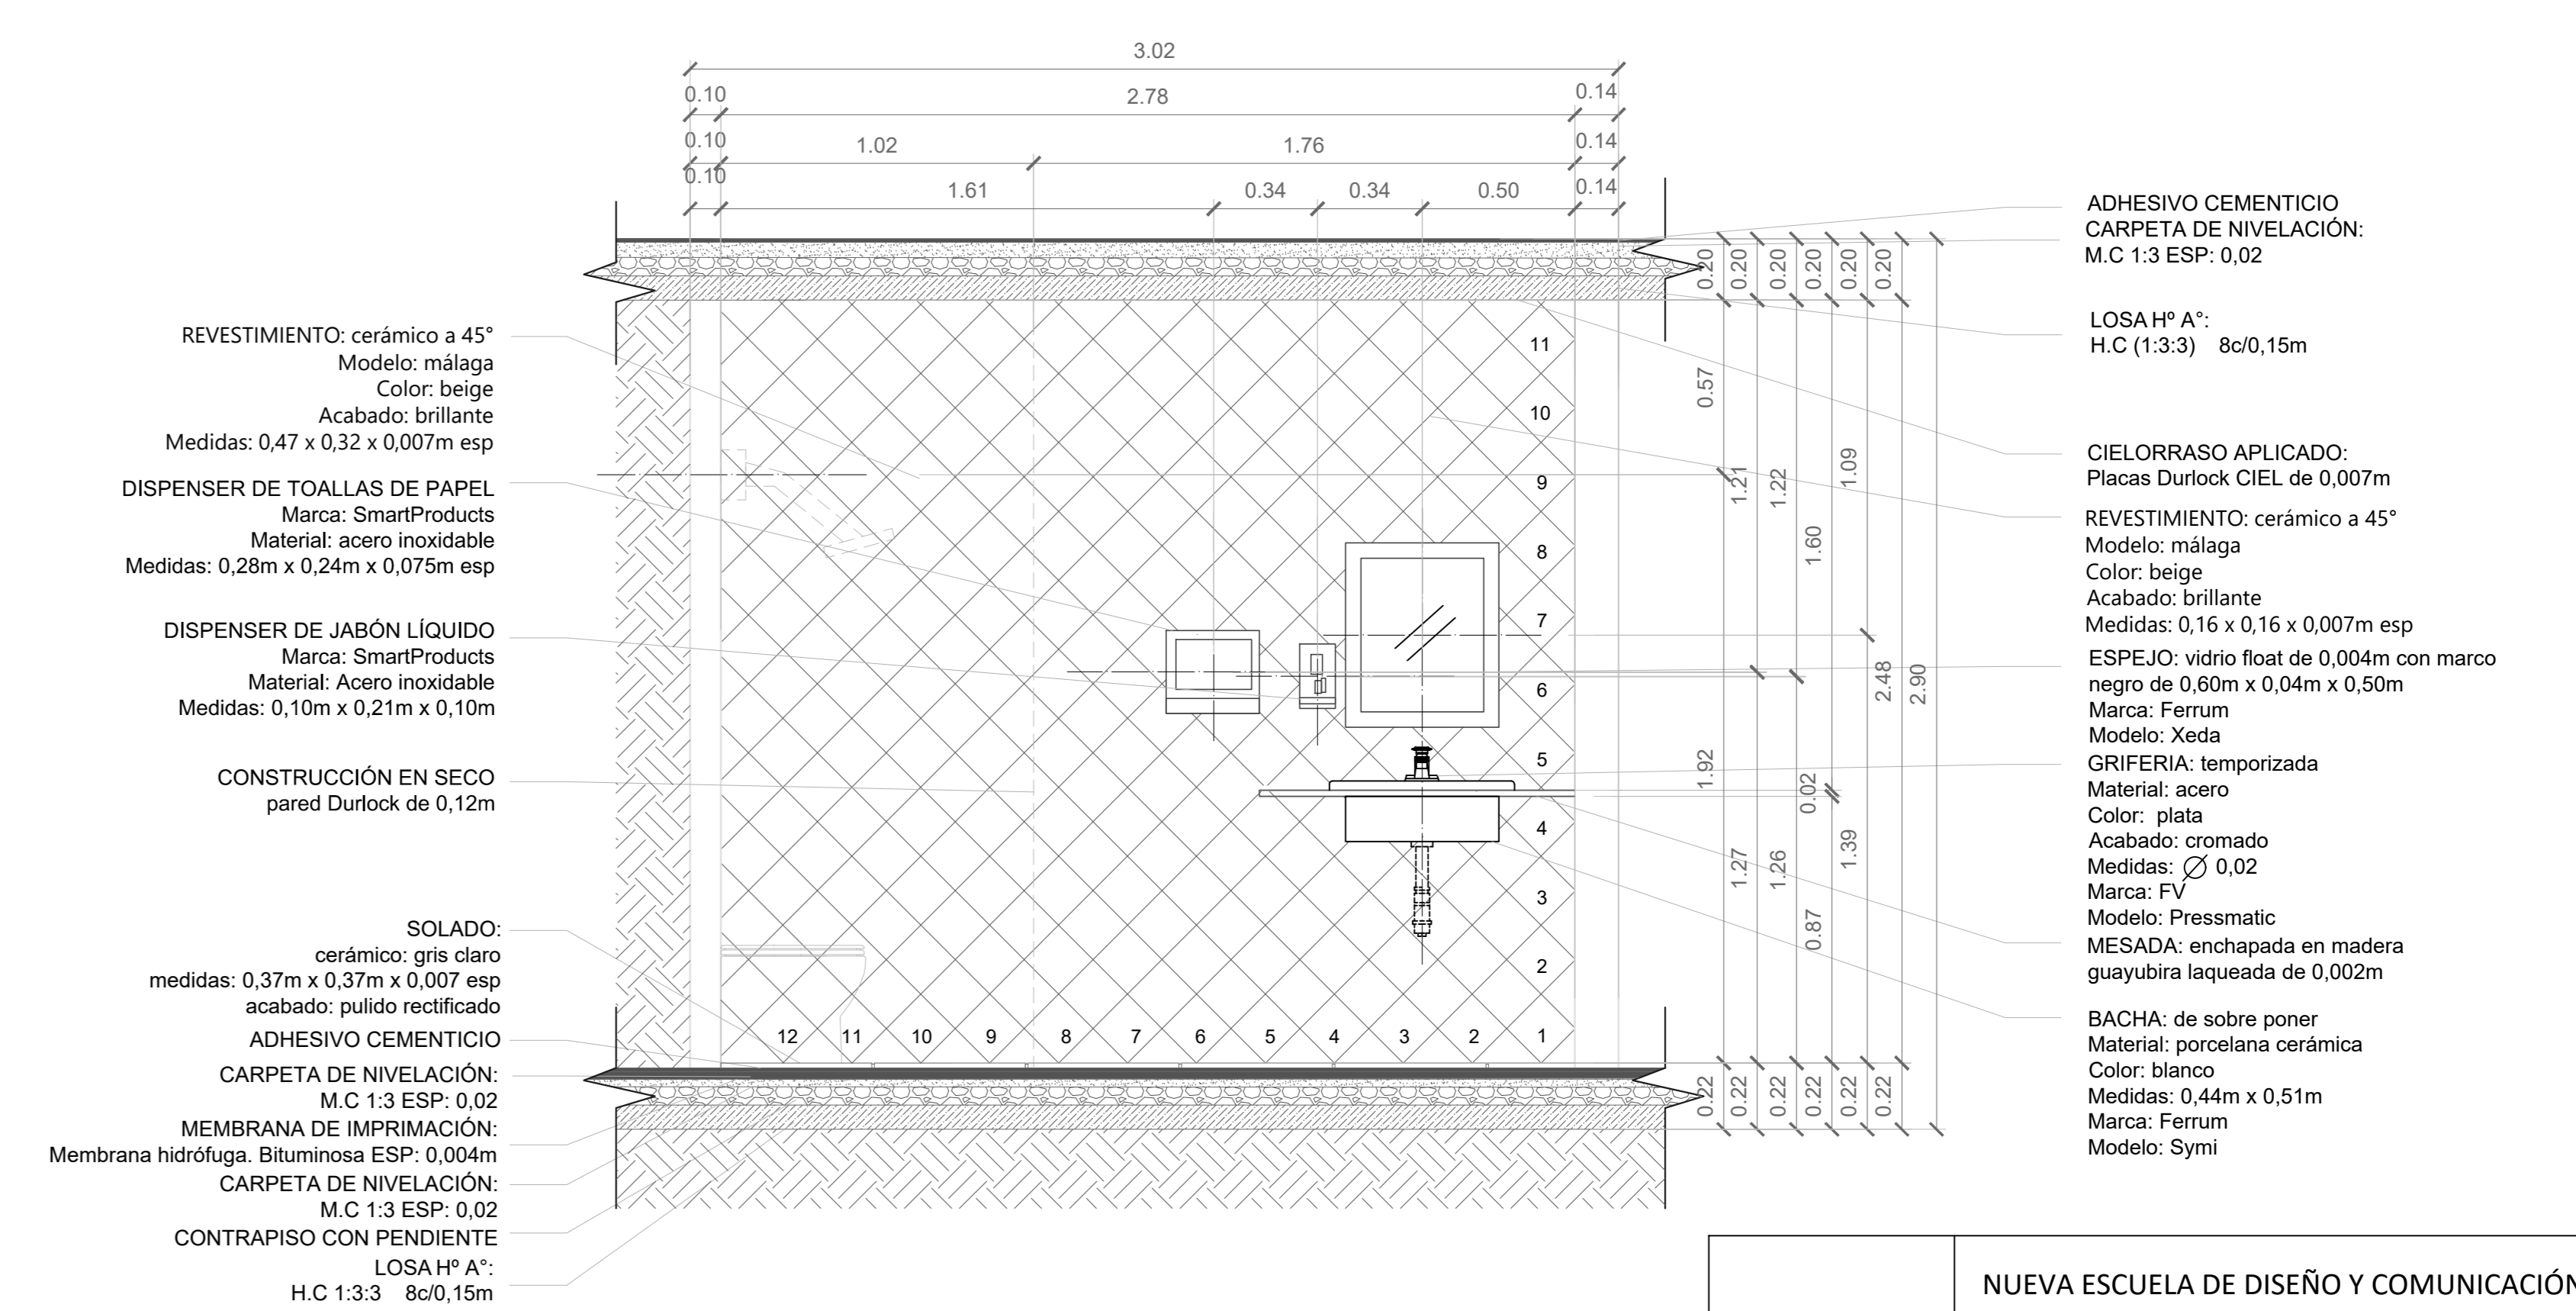 3.02
0.10
2.78
0.14
0.10
1.02
1.76
0.14
0.10
1.61
0.34
0.34
0.50
0.14
REVESTIMIENTO: cerámico a 45°
Modelo: málaga
Color: beige
Acabado: brillante
Medidas: 0,47 x 0,32 x 0,007m esp
DISPENSER DE TOALLAS DE PAPEL
Marca: SmartProducts
Material: acero inoxidable
Medidas: 0,28m x 0,24m x 0,075m esp
DISPENSER DE JABÓN LÍQUIDO
Marca: SmartProducts
Material: Acero inoxidable
Medidas: 0,10m x 0,21m x 0,10m
CONSTRUCCIÓN EN SECO
pared Durlock de 0,12m
SOLADO:
cerámico: gris claro
medidas: 0,37m x 0,37m x 0,007 esp
acabado: pulido rectificado
ADHESIVO CEMENTICIO
CARPETA DE NIVELACIÓN:
M.C 1:3 ESP: 0,02
MEMBRANA DE IMPRIMACIÓN:
Membrana hidrófuga. Bituminosa ESP: 0,004m
CARPETA DE NIVELACIÓN:
M.C 1:3 ESP: 0,02
CONTRAPISO CON PENDIENTE
LOSA Hº A°:
H.C 1:3:3 8c/0,15m
11
10
9
8
7
6
5
4
3
2
12 11 10 9 8 7 6 5 4 3 2 1
0.20
0.20
0.20
0.20
0.20
0.20
0.57
1.21
1.22
1.09
1.60
2.48
2.90
1.92
0.02
1.27
1.26
1.39
0.87
0.22
0.22
0.22
0.22
0.22
0.22
ADHESIVO CEMENTICIO
CARPETA DE NIVELACIÓN:
M.C 1:3 ESP: 0,02
LOSA Hº A°:
H.C (1:3:3) 8c/0,15m
CIELORRASO APLICADO:
Placas Durlock CIEL de 0,007m
REVESTIMIENTO: cerámico a 45°
Modelo: málaga
Color: beige
Acabado: brillante
Medidas: 0,16 x 0,16 x 0,007m esp
ESPEJO: vidrio float de 0,004m con marco
negro de 0,60m x 0,04m x 0,50m
Marca: Ferrum
Modelo: Xeda
GRIFERIA: temporizada
Material: acero
Color: plata
Acabado: cromado
Medidas: ∅ 0,02
Marca: FV
Modelo: Pressmatic
MESADA: enchapada en madera
guayubira laqueada de 0,002m
BACHA: de sobre poner
Material: porcelana cerámica
Color: blanco
Medidas: 0,44m x 0,51m
Marca: Ferrum
Modelo: Symi
NUEVA ESCUELA DE DISEÑO Y COMUNICACIÓN